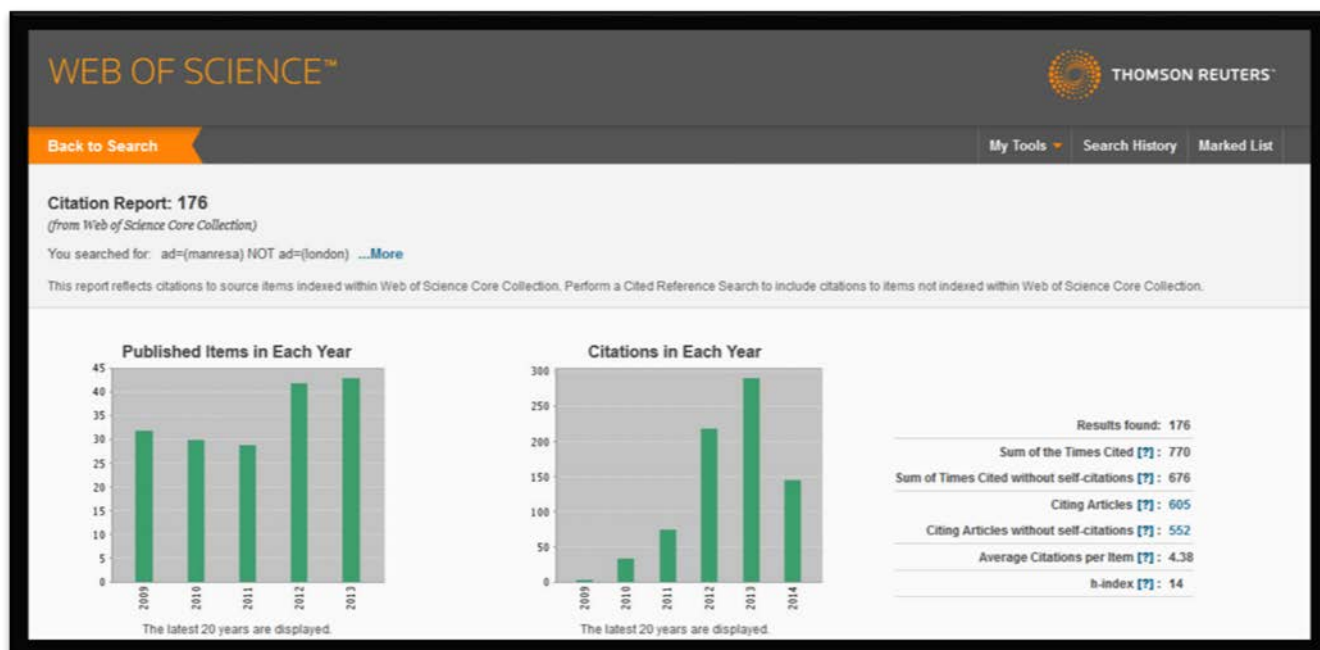 WEB OF SCIENCE™
THOMSON REUTERS™
Back to Search
My Tools
Search History
Marked List
Citation Report: 176
(from Web of Science Core Collection)
You searched for: ad=(manresa) NOT ad=(london) ...More
This report reflects citations to source items indexed within Web of Science Core Collection. Perform a Cited Reference Search to include citations to items not indexed within Web of Science Core Collection.
Published Items in Each Year
45
40
35
30
25
20
15
10
5
0
2009
2010
2011
2012
2013
The latest 20 years are displayed.
Citations in Each Year
300
250
200
150
100
50
0
2009
2010
2011
2012
2013
2014
The latest 20 years are displayed.
Results found: 176
Sum of the Times Cited [?] : 770
Sum of Times Cited without self-citations [?] : 676
Citing Articles [?] : 605
Citing Articles without self-citations [?] : 552
Average Citations per Item [?] : 4.38
h-index [?] : 14